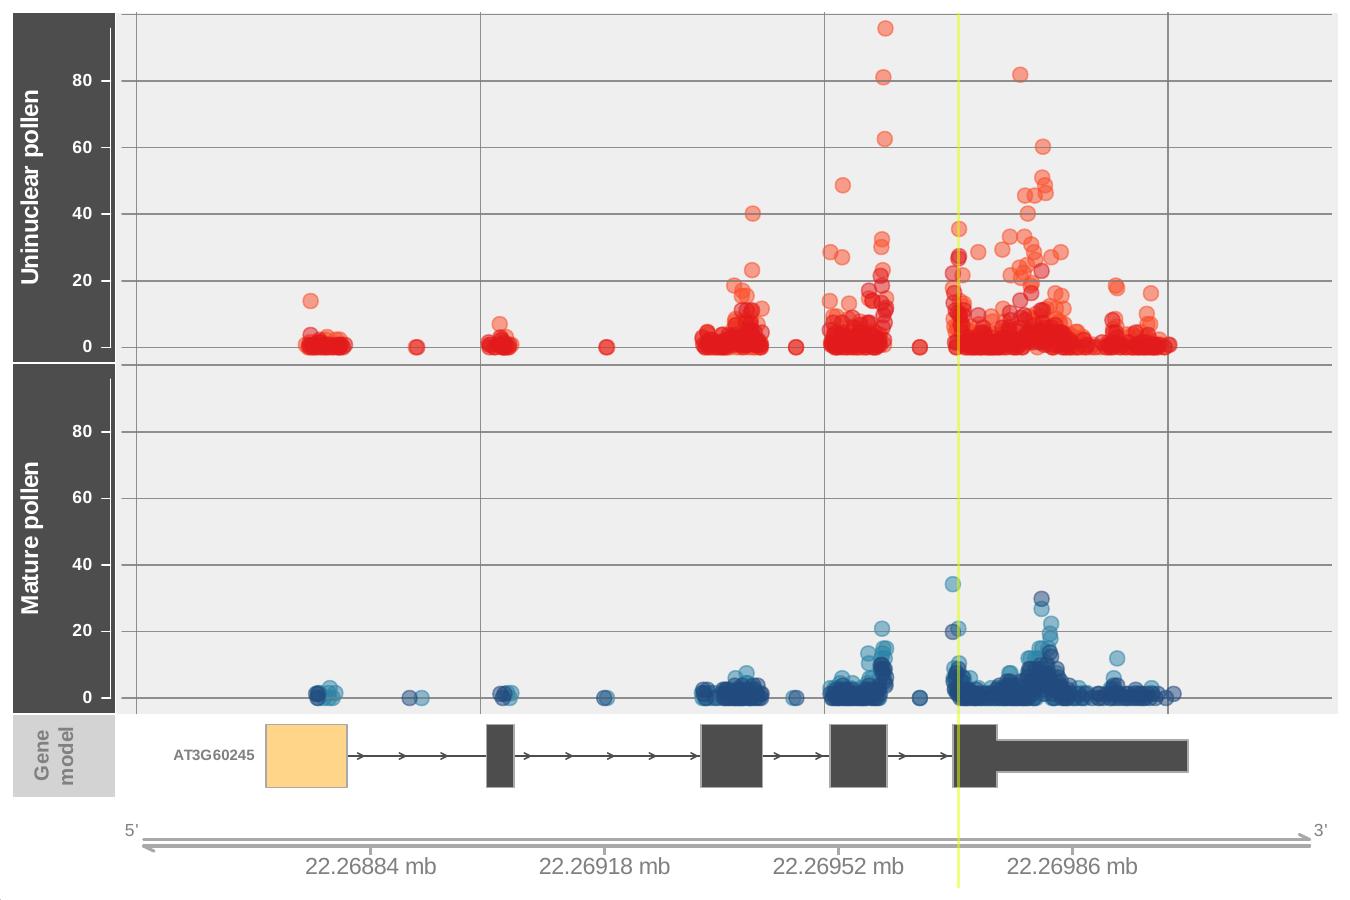 Uninuclear pollen
80
60
40
20
0
Mature pollen
80
60
40
20
0
Gene
model
AT3G60245
5'
3'
22.26884 mb
22.26918 mb
22.26952 mb
22.26986 mb